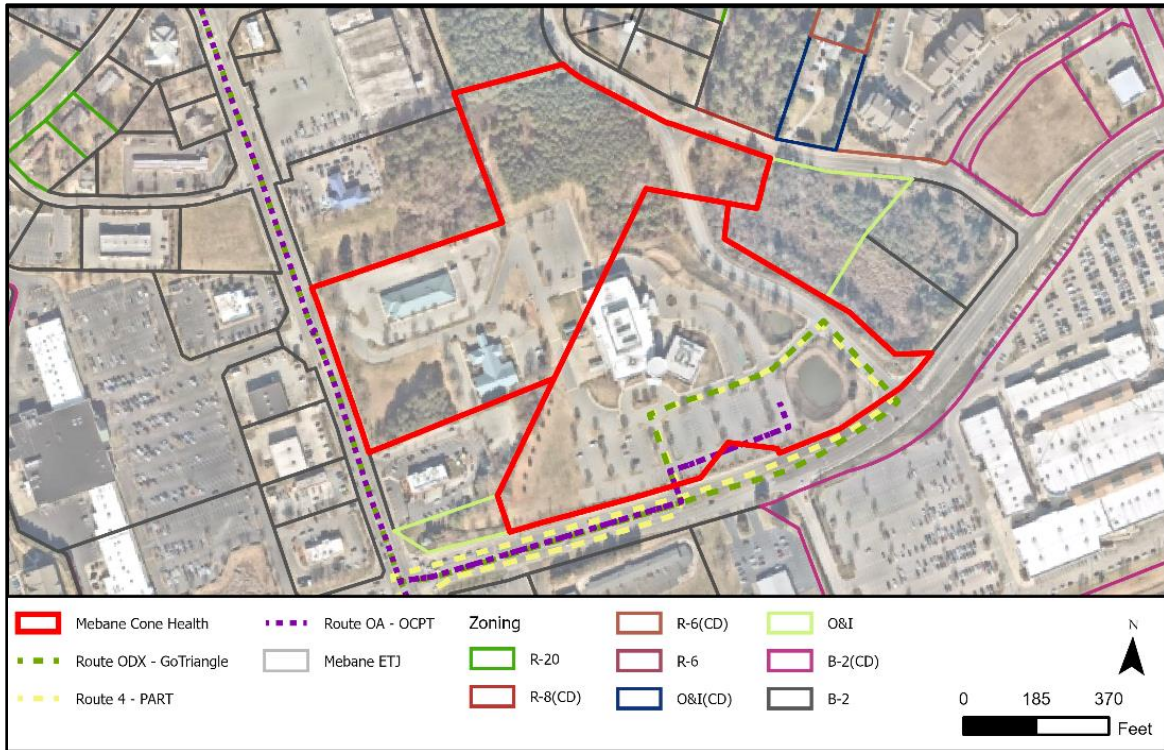 Mebane Cone Health
Route OA - OCPT
Zoning
R-6(CD)
O&I
N
Route ODX - GoTriangle
Mebane ETJ
R-20
R-6
B-2(CD)
Route 4 - PART
R-8(CD)
O&I(CD)
B-2
0 185 370
Feet